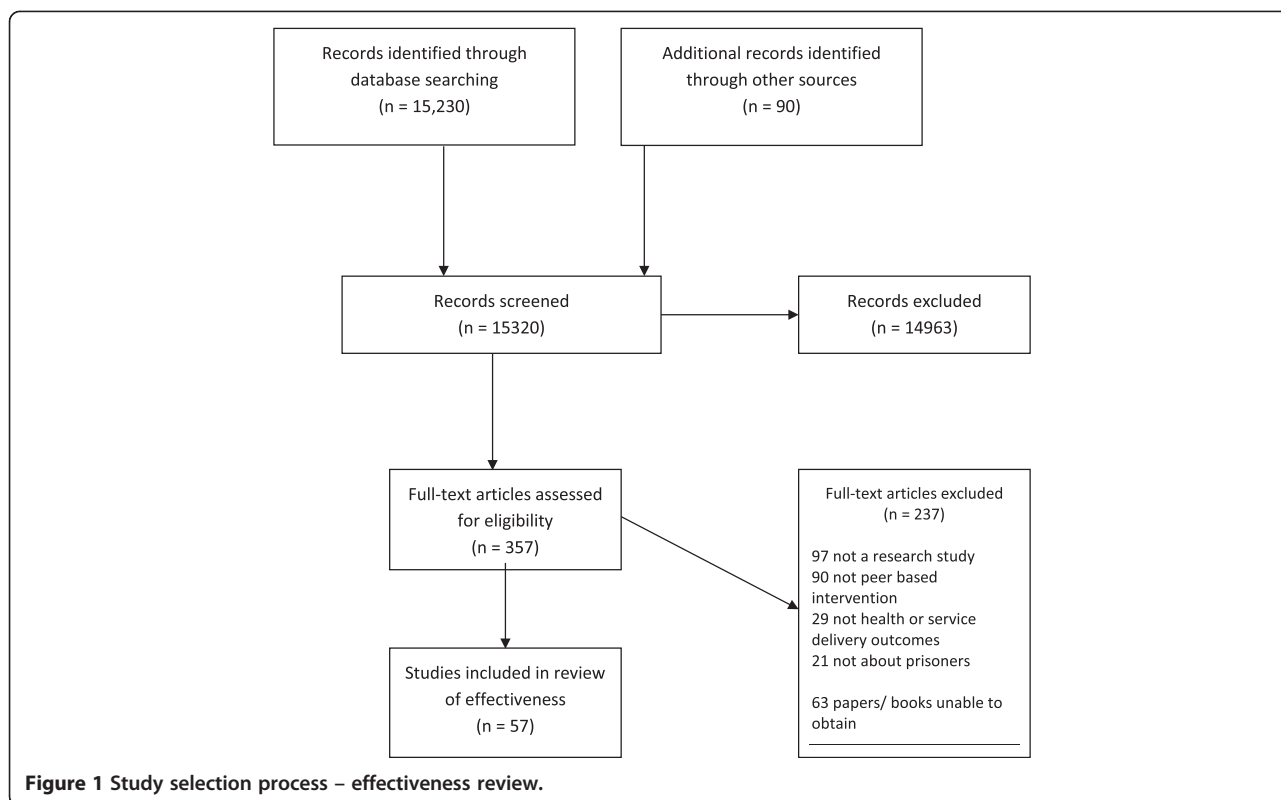 Records identified through
database searching
(n = 15,230)
Additional records identified
through other sources
(n = 90)
Records screened
(n = 15320)
Records excluded
(n = 14963)
Full-text articles assessed
for eligibility
(n = 357)
Full-text articles excluded
(n = 237)
97 not a research study
90 not peer based
intervention
29 not health or service
delivery outcomes
21 not about prisoners
63 papers/ books unable to
obtain
Studies included in review
of effectiveness
(n = 57)
Figure 1 Study selection process – effectiveness review.